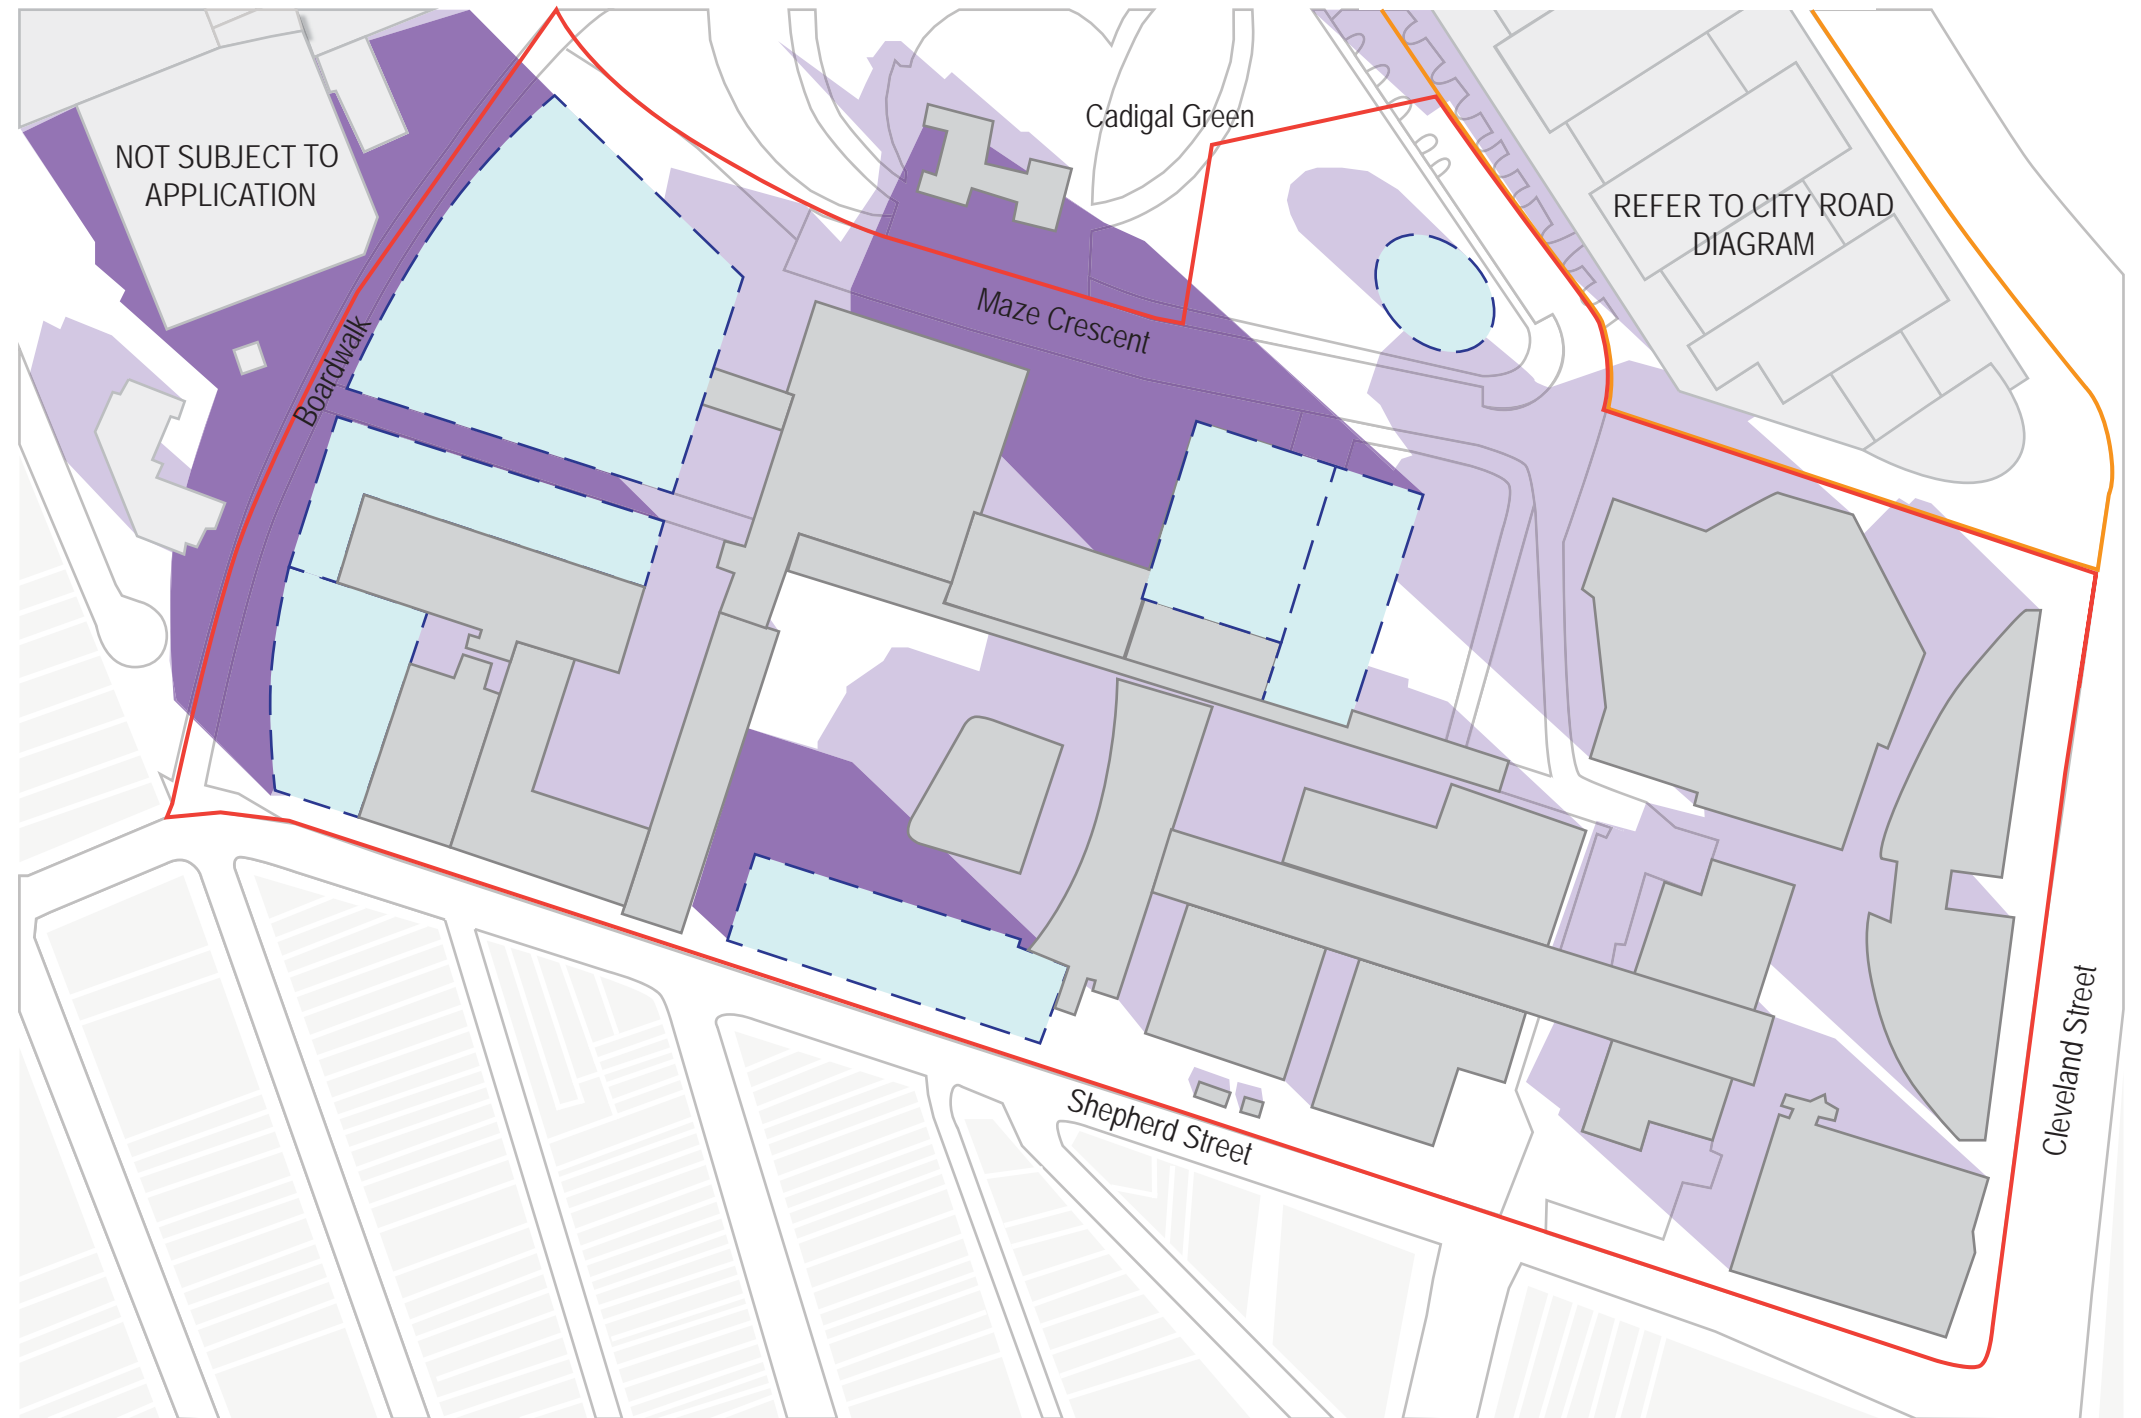 Cadigal Green
NOT SUBJECT TO
APPLICATION
REFER TO CITY ROAD
DIAGRAM
Maze Crescent
Boardwalk
Shepherd Street
Cleveland Street